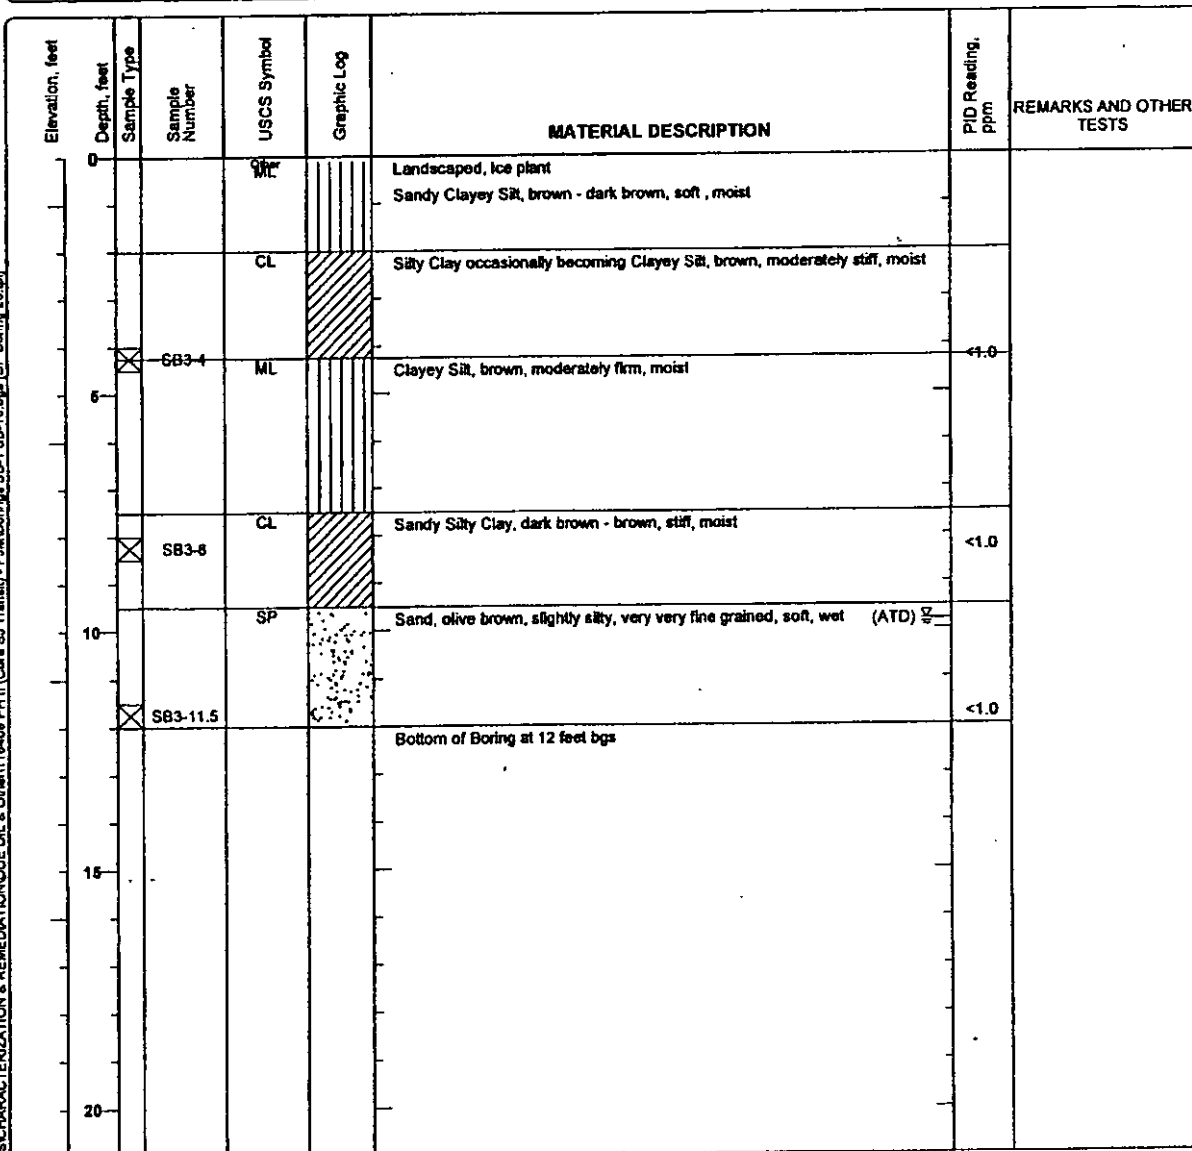 Elevation, feet
Depth, feet
Sample Type
Sample
Number
USCS Symbol
Graphic Log
MATERIAL DESCRIPTION
PID Reading,
ppm
REMARKS AND OTHER
TESTS
0
Other
ML
Landscaped, Ice plant
Sandy Clayey Silt, brown - dark brown, soft , moist
CL
Silty Clay occasionally becoming Clayey Silt, brown, moderately stiff, moist
SB3-4
<1.0
ML
Clayey Silt, brown, moderately firm, moist
5
CL
Sandy Silty Clay, dark brown - brown, stiff, moist
SB3-8
<1.0
SP
Sand, olive brown, slightly silty, very very fine grained, soft, wet (ATD)
10
SB3-11.5
<1.0
Bottom of Boring at 12 feet bgs
15
20
CHARACTERIZATION & REMEDIATION